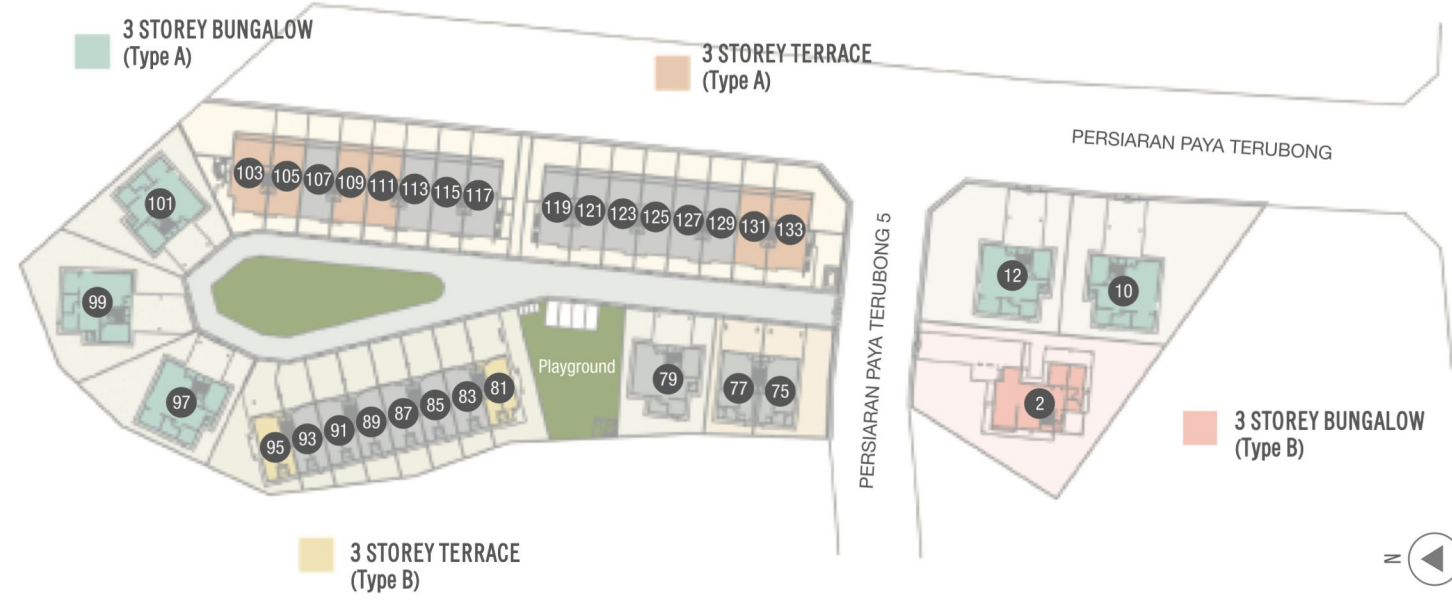 3 STOREY BUNGALOW
(Type A)
3 STOREY TERRACE
(Type A)
PERSIARAN PAYA TERUBONG
101
103
105
107
109
111
113
115
117
119
121
123
125
127
129
131
133
PERSIARAN PAYA TERUBONG 5
12
10
99
97
Playground
79
77
75
2
95
93
91
89
87
85
83
81
3 STOREY BUNGALOW
(Type B)
3 STOREY TERRACE
(Type B)
N